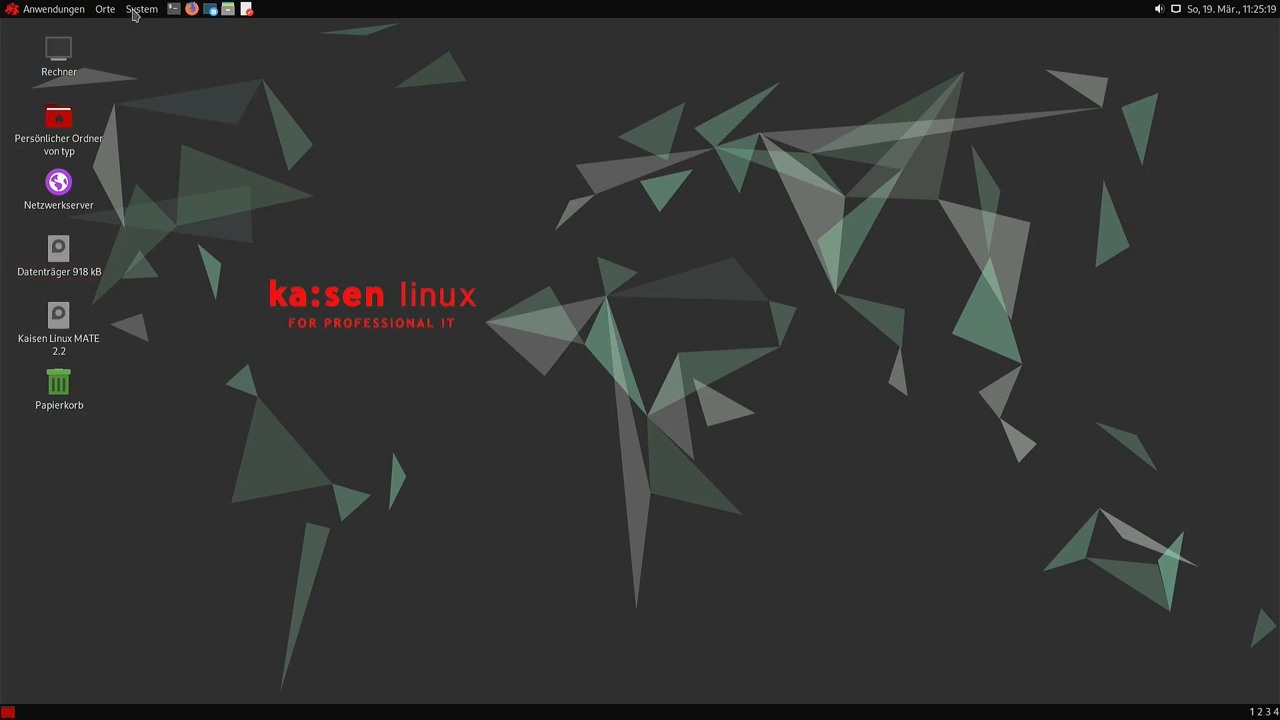 Anwendungen Orte System So, 19. Mär., 11:25:19
Rechner
Persönlicher Ordner
von typ
Netzwerkserver
Datenträger 918 kB
Kaisen Linux MATE
2.2
Papierkorb
ka:sen linux
FOR PROFESSIONAL IT
1 2 3 4